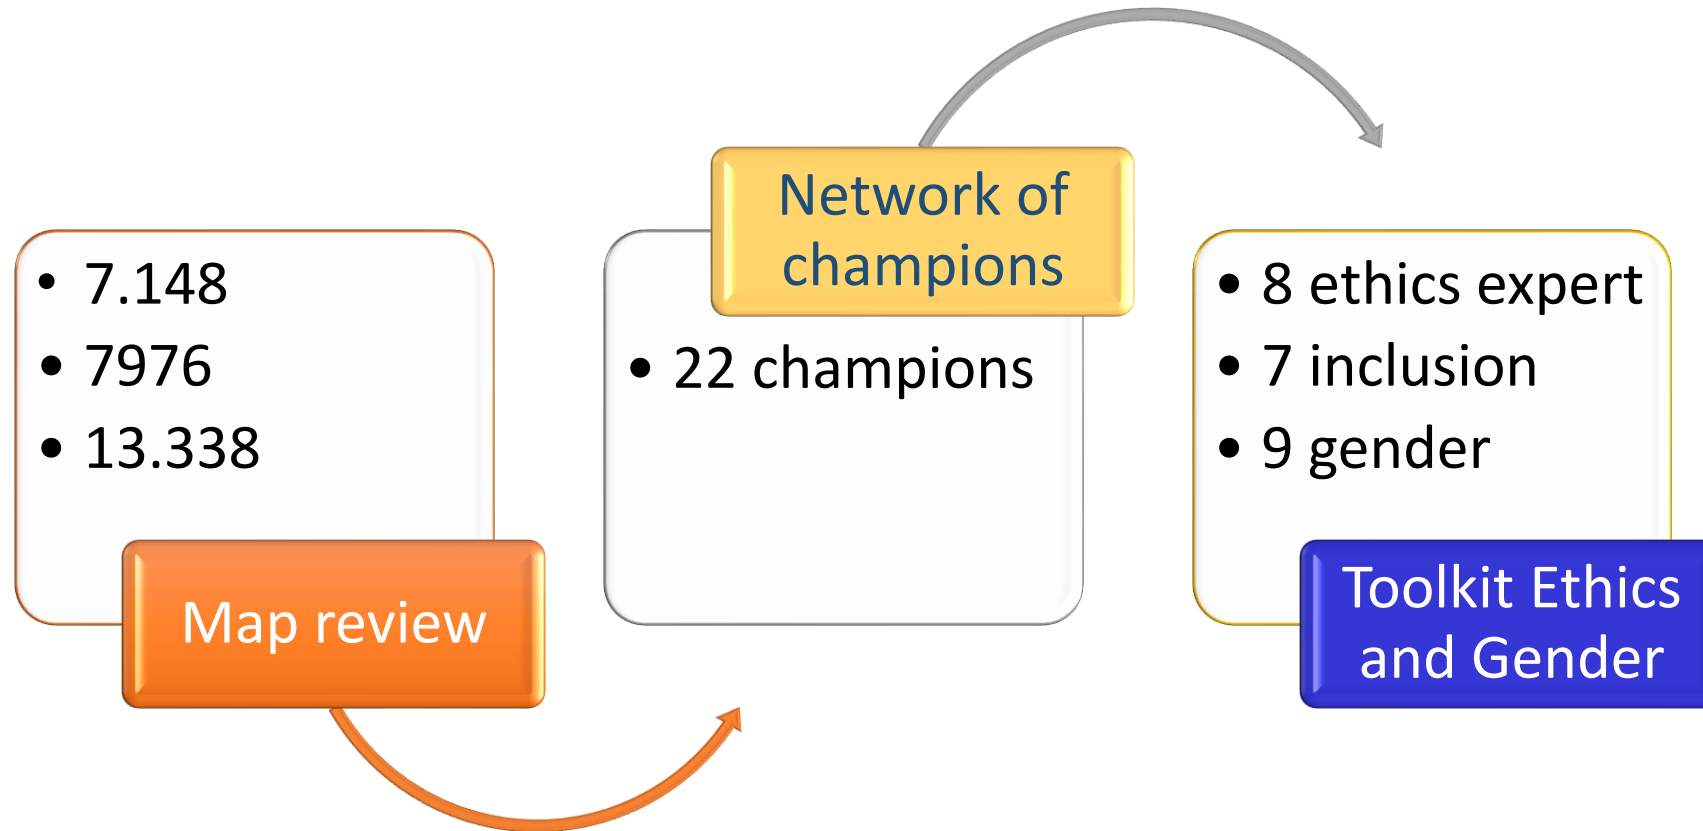 • 7.148
• 7976
• 13.338
Map review
Network of
champions
• 22 champions
• 8 ethics expert
• 7 inclusion
• 9 gender
Toolkit Ethics
and Gender